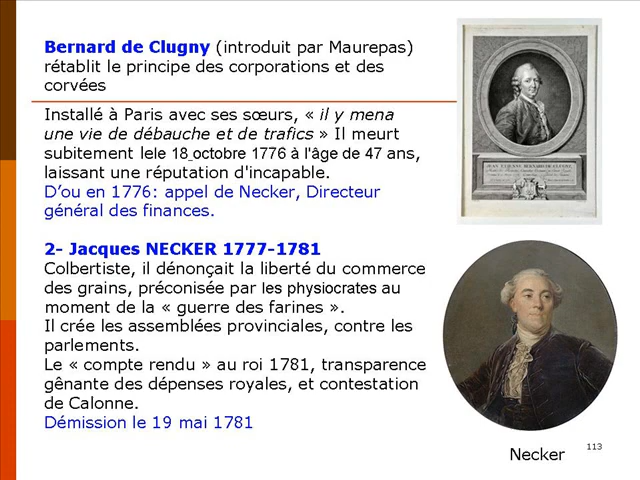 Bernard de Clugny (introduit par Maurepas)
rétablit le principe des corporations et des
corvées
Installé à Paris avec ses sœurs, « il y mena
une vie de débauche et de trafics » Il meurt
subitement lele 18 octobre 1776 à l'âge de 47 ans,
laissant une réputation d'incapable.
D'ou en 1776: appel de Necker, Directeur
général des finances.
2- Jacques NECKER 1777-1781
Colbertiste, il dénonçait la liberté du commerce
des grains, préconisée par les physiocrates au
moment de la « guerre des farines ».
Il crée les assemblées provinciales, contre les
parlements.
Le « compte rendu » au roi 1781, transparence
gênante des dépenses royales, et contestation
de Calonne.
Démission le 19 mai 1781
Necker
113